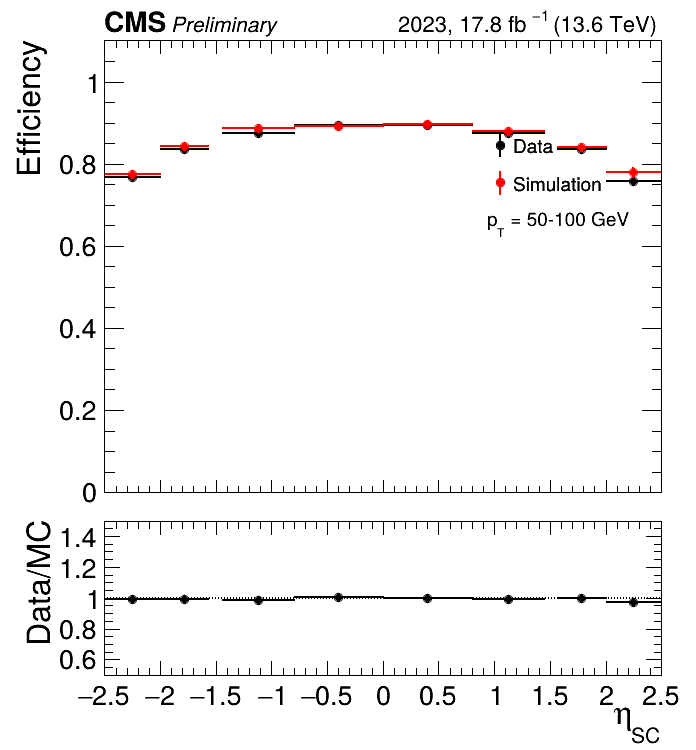 CMS Preliminary 2023, 17.8 fb⁻¹ (13.6 TeV)
Efficiency
1
0.8
0.6
0.4
0.2
0
Data
Simulation
p_T = 50-100 GeV
Data/MC
1.4
1.2
1
0.8
0.6
−2.5 −2 −1.5 −1 −0.5 0 0.5 1 1.5 2 2.5
η_SC